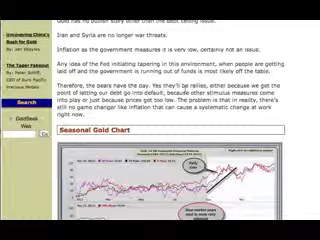 Gold has no bullish story other than the debt ceiling issue.
Iran and Syria are no longer war threats.
Inflation as the government measures it is very low, certainly not an issue.
Any idea of the Fed initiating tapering in this environment, when people are getting
laid off and the government is running out of funds is most likely off the table.
Therefore, the bears have the day. Yes they'll be rallies, either because we get the
point of letting our debt go into default, because other stimulus measures come
into play or just because prices get too low. The problem is that in reality, there's
still no game changer like inflation that can cause a systematic change at work
right now.
Seasonal Gold Chart
Uncovering China's
Rush for Gold
By: Jan Skoyles
The Taper Fakeout
By: Peter Schiff,
CEO of Euro Pacific
Precious Metals
Search
GoldSeek
Web
Go